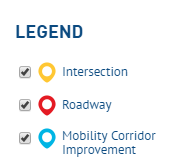 LEGEND
Intersection
Roadway
Mobility Corridor
Improvement